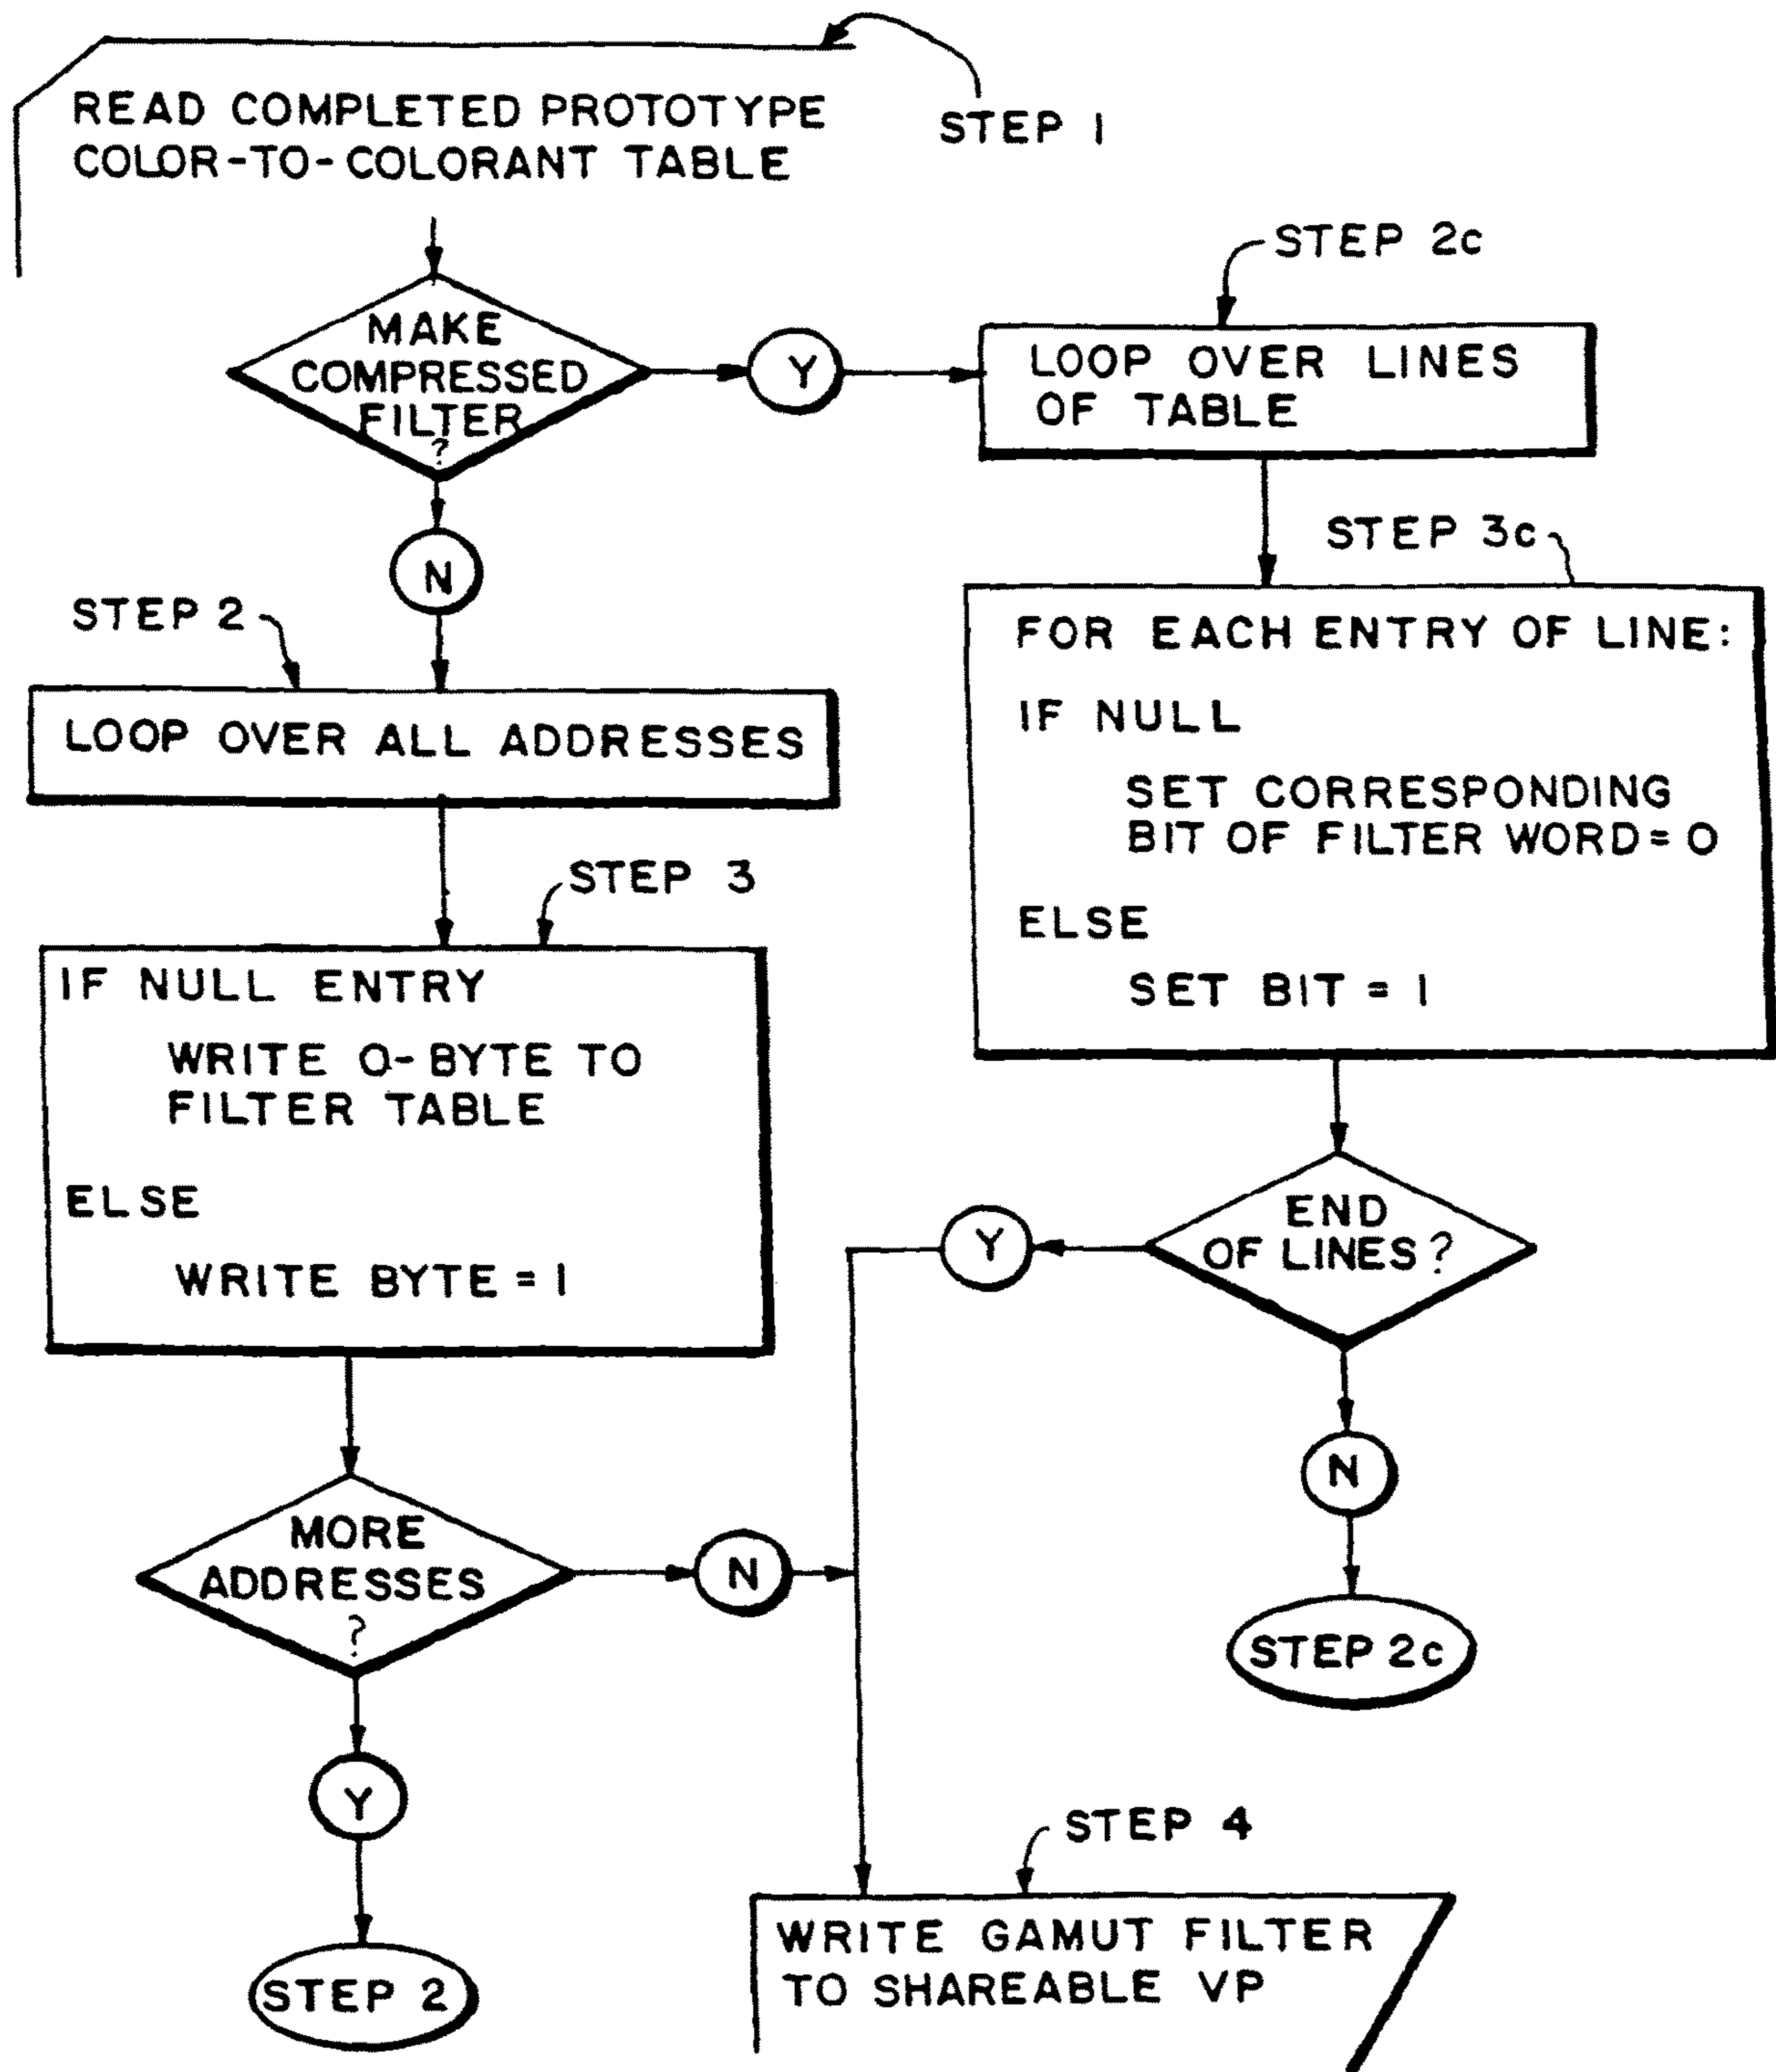 READ COMPLETED PROTOTYPE
COLOR-TO-COLORANT TABLE
STEP 1
MAKE
COMPRESSED
FILTER
?
Y
STEP 2c
LOOP OVER LINES
OF TABLE
N
STEP 2
LOOP OVER ALL ADDRESSES
STEP 3c
FOR EACH ENTRY OF LINE:
IF NULL
SET CORRESPONDING
BIT OF FILTER WORD = 0
ELSE
SET BIT = 1
STEP 3
IF NULL ENTRY
WRITE 0-BYTE TO
FILTER TABLE
ELSE
WRITE BYTE = 1
END
OF LINES ?
Y
N
STEP 2c
MORE
ADDRESSES
?
N
Y
STEP 2
STEP 4
WRITE GAMUT FILTER
TO SHAREABLE VP